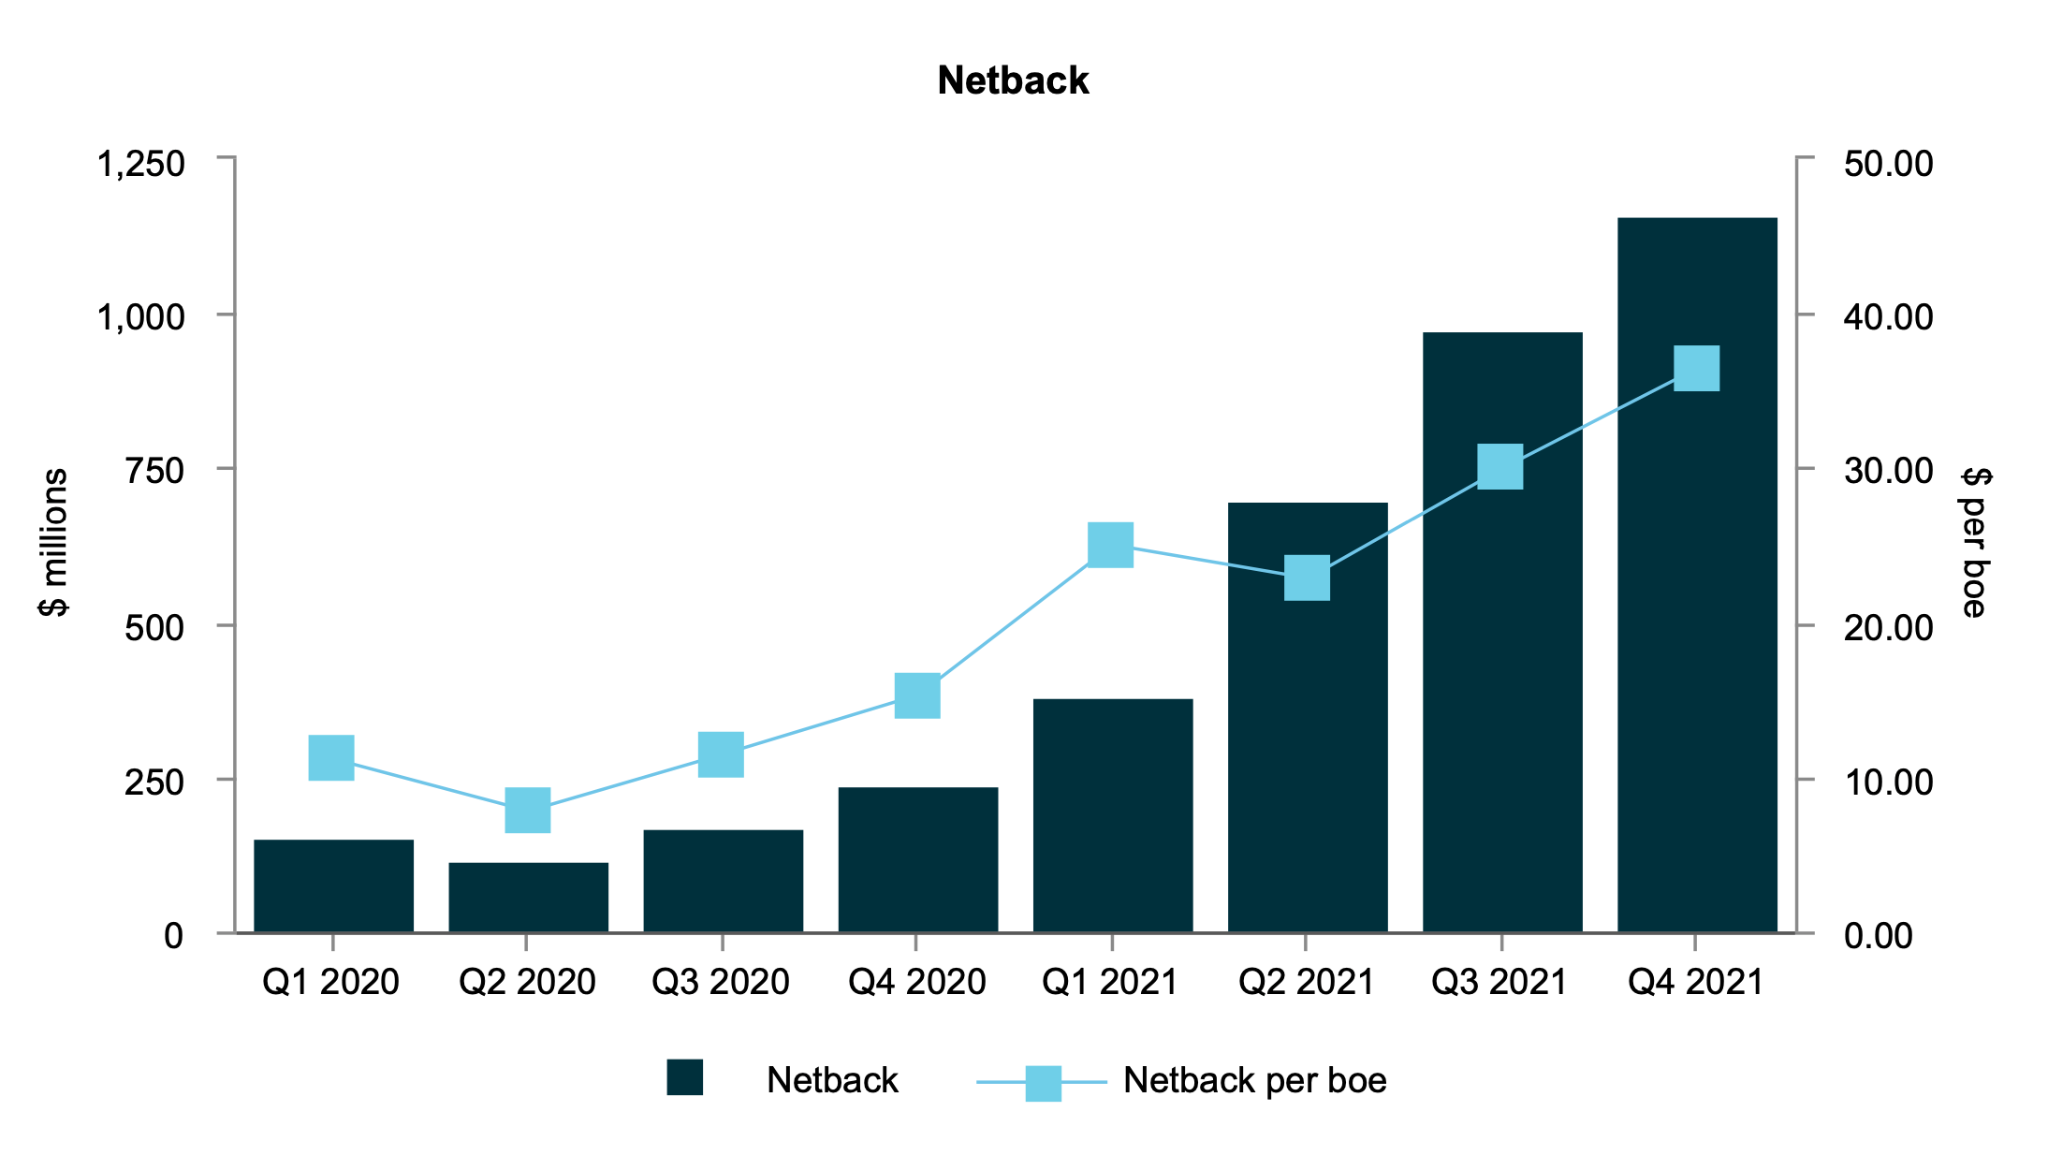 Netback
1,250
1,000
750
500
250
0
$ millions
50.00
40.00
30.00
20.00
10.00
0.00
$ per boe
Q1 2020
Q2 2020
Q3 2020
Q4 2020
Q1 2021
Q2 2021
Q3 2021
Q4 2021
Netback
Netback per boe